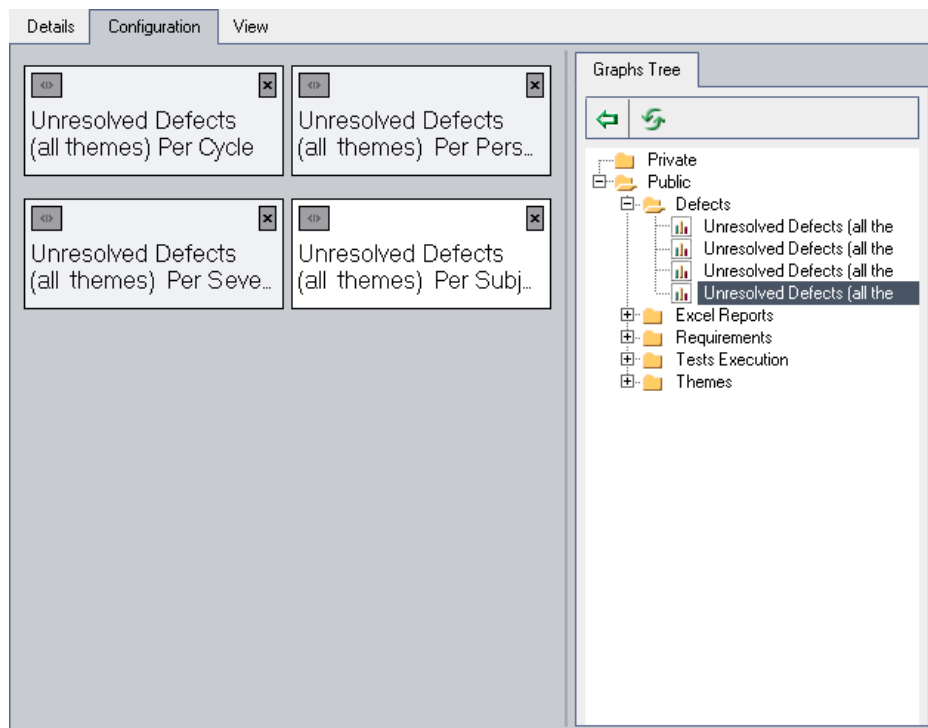 Details Configuration View
Unresolved Defects
(all themes) Per Cycle
Unresolved Defects
(all themes) Per Pers...
Unresolved Defects
(all themes) Per Seve...
Unresolved Defects
(all themes) Per Subj...
Graphs Tree
Private
Public
Defects
Unresolved Defects (all the
Unresolved Defects (all the
Unresolved Defects (all the
Unresolved Defects (all the
Excel Reports
Requirements
Tests Execution
Themes